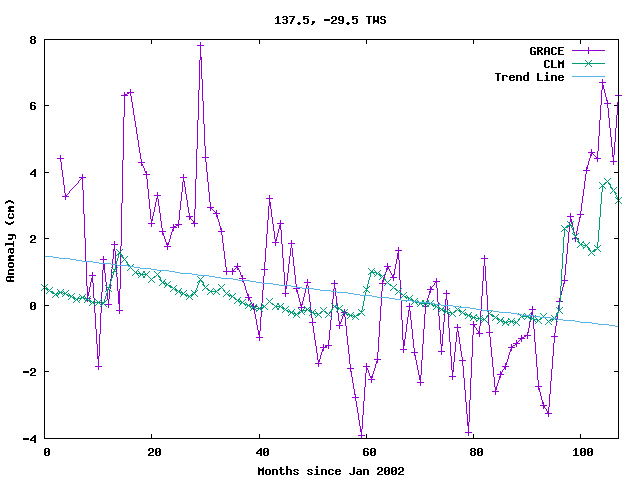 137.5, -29.5 TWS
GRACE
CLM
Trend Line
8
6
4
2
0
-2
-4
Anomaly (cm)
0 20 40 60 80 100
Months since Jan 2002